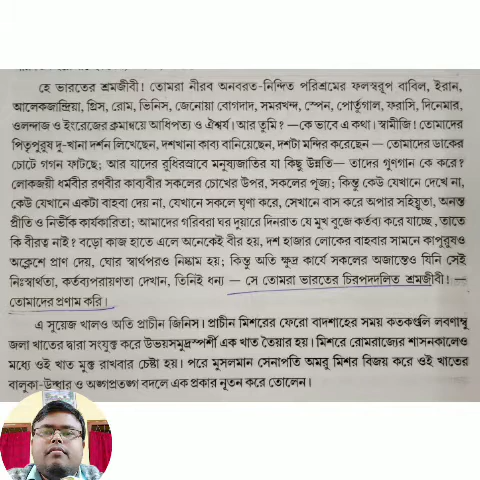 হে ভারতের শ্রমজীবী! তোমরা নীরব অনবরত-নিন্দিত পরিশ্রমের ফলস্বরূপ বাবিল, ইরান,
আলেকজান্দ্রিয়া, গ্রিস, রোম, ভিনিস, জেনোয়া বোগদাদ, সমরখন্দ, স্পেন, পোর্তুগাল, ফরাসি, দিনেমার,
ওলন্দাজ ও ইংরেজের ক্রমান্বয়ে আধিপত্য ও ঐশ্বর্য। আর তুমি? —কে ভাবে এ কথা। স্বামীজি! তোমাদের
পিতৃপুরুষ দু-খানা দর্শন লিখেছেন, দশখানা কাব্য বানিয়েছেন, দশটা মন্দির করেছেন — তোমাদের ডাকের
চোটে গগন ফাটছে; আর যাদের রুধিরস্রাবে মনুষ্যজাতির যা কিছু উন্নতি— তাদের গুণগান কে করে?
লোকজয়ী ধর্মবীর রণবীর কাব্যবীর সকলের চোখের উপর, সকলের পূজ্য; কিন্তু কেউ যেখানে দেখে না,
কেউ যেখানে একটা বাহবা দেয় না, যেখানে সকলে ঘৃণা করে, সেখানে বাস করে অপার সহিষ্ণুতা, অনন্ত
প্রীতি ও নির্ভীক কার্যকারিতা; আমাদের গরিবরা ঘর দুয়ারে দিনরাত যে মুখ বুজে কর্তব্য করে যাচ্ছে, তাতে
কি বীরত্ব নাই? বড়ো কাজ হাতে এলে অনেকেই বীর হয়, দশ হাজার লোকের বাহবার সামনে কাপুরুষও
অক্লেশে প্রাণ দেয়, ঘোর স্বার্থপরও নিষ্কাম হয়; কিন্তু অতি ক্ষুদ্র কার্যে সকলের অজান্তেও যিনি সেই
নিঃস্বার্থতা, কর্তব্যপরায়ণতা দেখান, তিনিই ধন্য — সে তোমরা ভারতের চিরপদদলিত শ্রমজীবী! —
তোমাদের প্রণাম করি।
এ সুয়েজ খালও অতি প্রাচীন জিনিস। প্রাচীন মিশরের ফেরো বাদশাহের সময় কতকগুলি লবণাম্বু
জলা খাতের দ্বারা সংযুক্ত করে উভয়সমুদ্রস্পর্শী এক খাত তৈয়ার হয়। মিশরে রোমরাজ্যের শাসনকালেও
মধ্যে মধ্যে ওই খাত মুক্ত রাখবার চেষ্টা হয়। পরে মুসলমান সেনাপতি অমরু মিশর বিজয় করে ওই খাতের
বালুকা-উদ্ধার ও অঙ্গপ্রত্যঙ্গ বদলে এক প্রকার নূতন করে তোলেন।